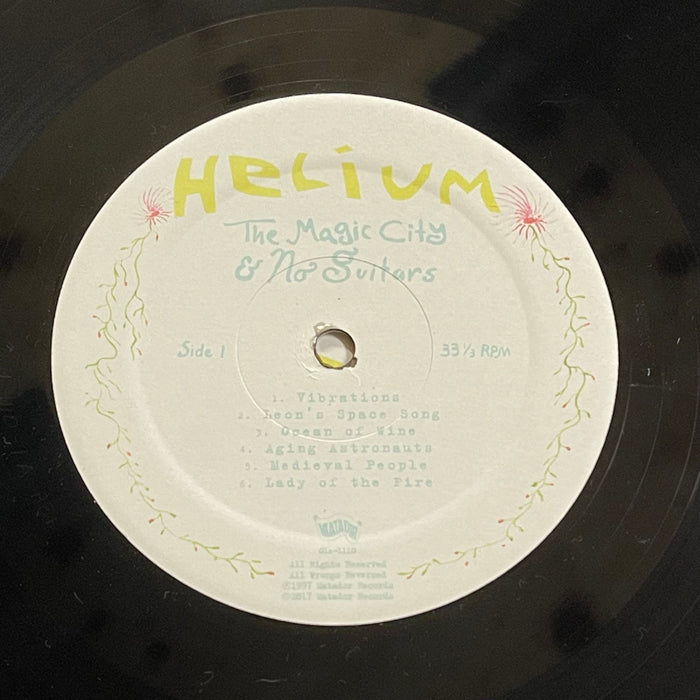 HELiUM
The Magic City
& No Guitars
Side 1
33 ⅓ RPM
1. Vibrations
2. Leon's Space Song
3. Ocean of Wine
4. Aging Astronauts
5. Medieval People
6. Lady of the Fire
MATADOR
All Rights Reserved
All Wrongs Reversed
℗1997 Matador Records
©2017 Matador Records